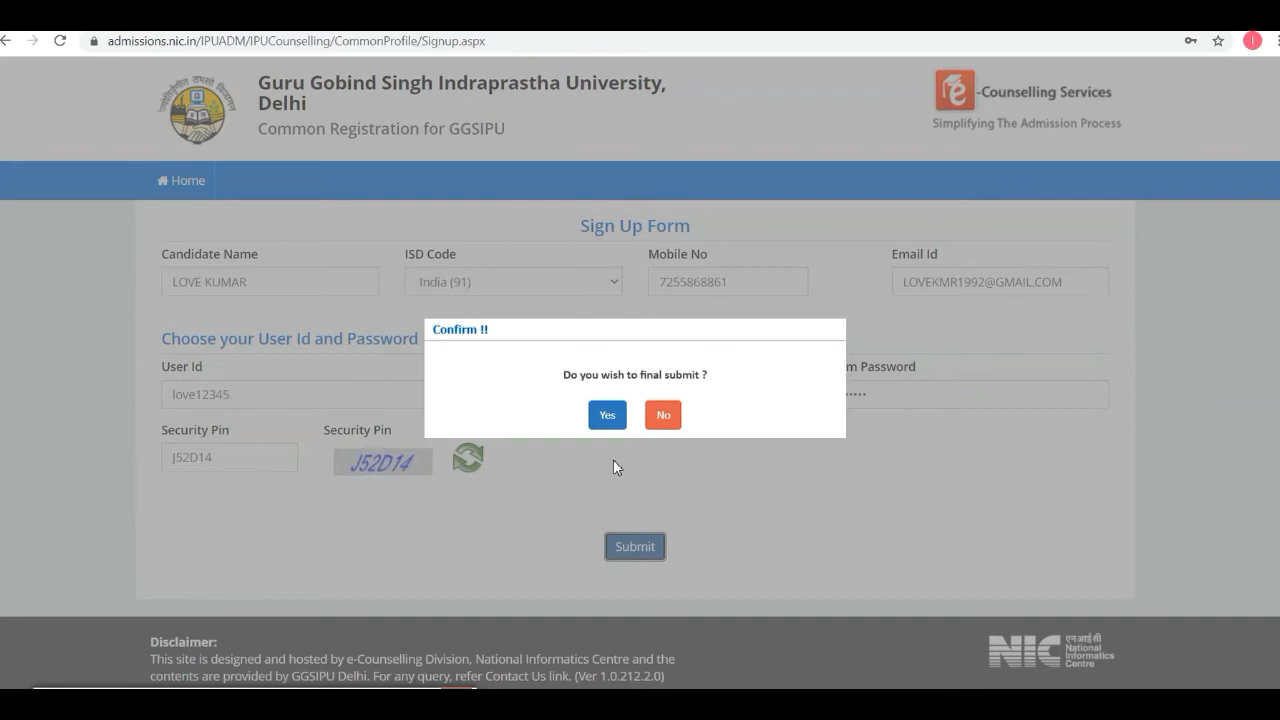 admissions.nic.in/IPUADM/IPUCounselling/CommonProfile/Signup.aspx
I
Guru Gobind Singh Indraprastha University,
Delhi
Common Registration for GGSIPU
e
-Counselling Services
Simplifying The Admission Process
Home
Sign Up Form
Candidate Name ISD Code Mobile No Email Id
LOVE KUMAR India (91) 7255868861 LOVEKMR1992@GMAIL.COM
Choose your User Id and Password
User Id m Password
love12345 •••••
Confirm !!
Do you wish to final submit ?
Yes No
Security Pin Security Pin
J52D14 J52D14
Submit
Disclaimer:
This site is designed and hosted by e-Counselling Division, National Informatics Centre and the
contents are provided by GGSIPU Delhi. For any query, refer Contact Us link. (Ver 1.0.212.2.0)
NIC
एन आई सी
National
Informatics
Centre